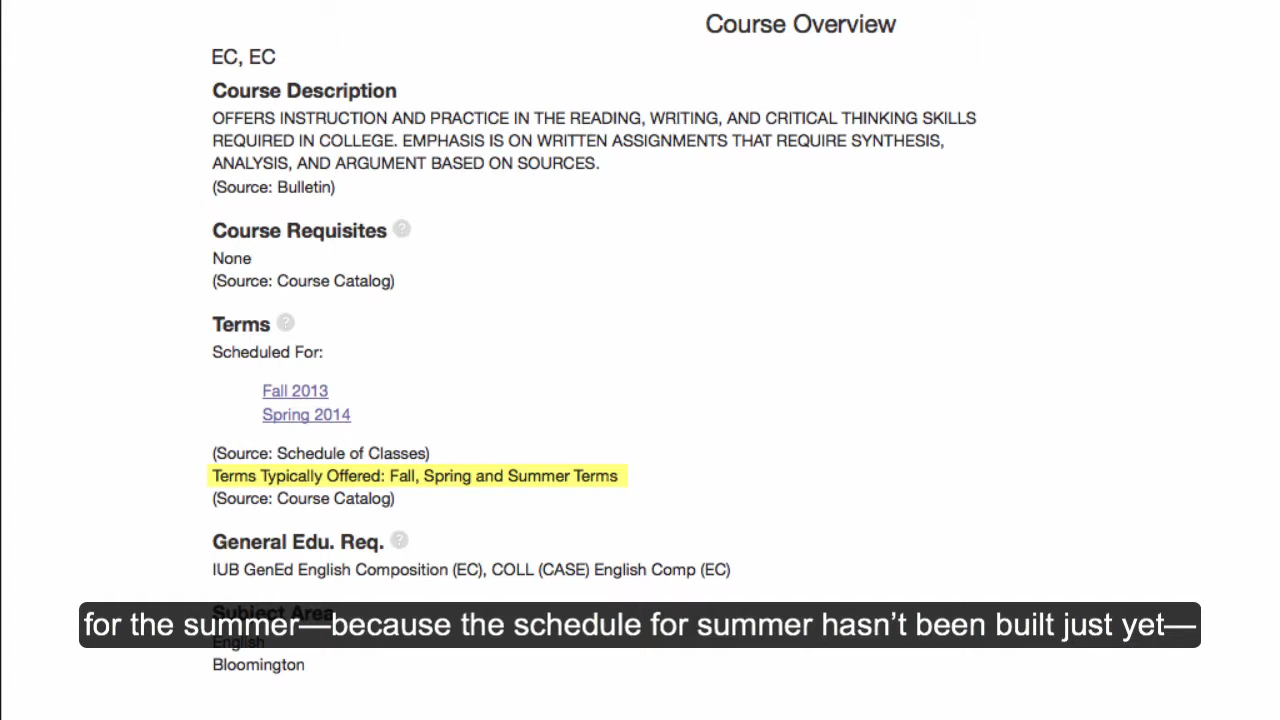 Course Overview
EC, EC
Course Description
OFFERS INSTRUCTION AND PRACTICE IN THE READING, WRITING, AND CRITICAL THINKING SKILLS
REQUIRED IN COLLEGE. EMPHASIS IS ON WRITTEN ASSIGNMENTS THAT REQUIRE SYNTHESIS,
ANALYSIS, AND ARGUMENT BASED ON SOURCES.
(Source: Bulletin)
Course Requisites ?
None
(Source: Course Catalog)
Terms ?
Scheduled For:
Fall 2013
Spring 2014
(Source: Schedule of Classes)
Terms Typically Offered: Fall, Spring and Summer Terms
(Source: Course Catalog)
General Edu. Req. ?
IUB GenEd English Composition (EC), COLL (CASE) English Comp (EC)
Subject Area
for the summer—because the schedule for summer hasn’t been built just yet—
English
Bloomington